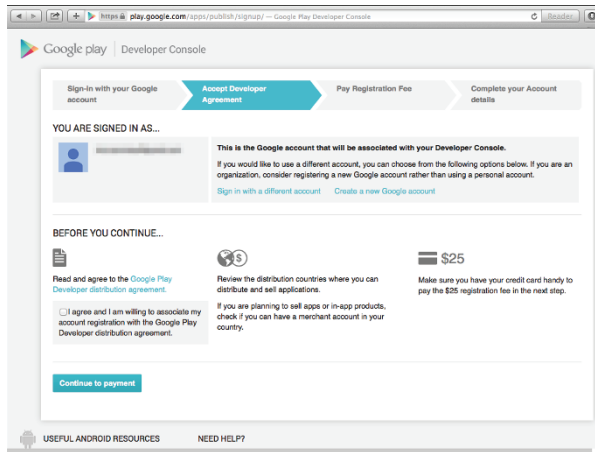 https play.google.com/apps/publish/signup/ — Google Play Developer Console
Reader
Google play Developer Console
Sign-in with your Google account
Accept Developer Agreement
Pay Registration Fee
Complete your Account details
YOU ARE SIGNED IN AS...
This is the Google account that will be associated with your Developer Console.
If you would like to use a different account, you can choose from the following options below. If you are an
organization, consider registering a new Google account rather than using a personal account.
Sign in with a different account Create a new Google account
BEFORE YOU CONTINUE...
Read and agree to the Google Play
Developer distribution agreement.
I agree and I am willing to associate my
account registration with the Google Play
Developer distribution agreement.
Review the distribution countries where you can
distribute and sell applications.
If you are planning to sell apps or in-app products,
check if you can have a merchant account in your
country.
$25
Make sure you have your credit card handy to
pay the $25 registration fee in the next step.
Continue to payment
USEFUL ANDROID RESOURCES
NEED HELP?